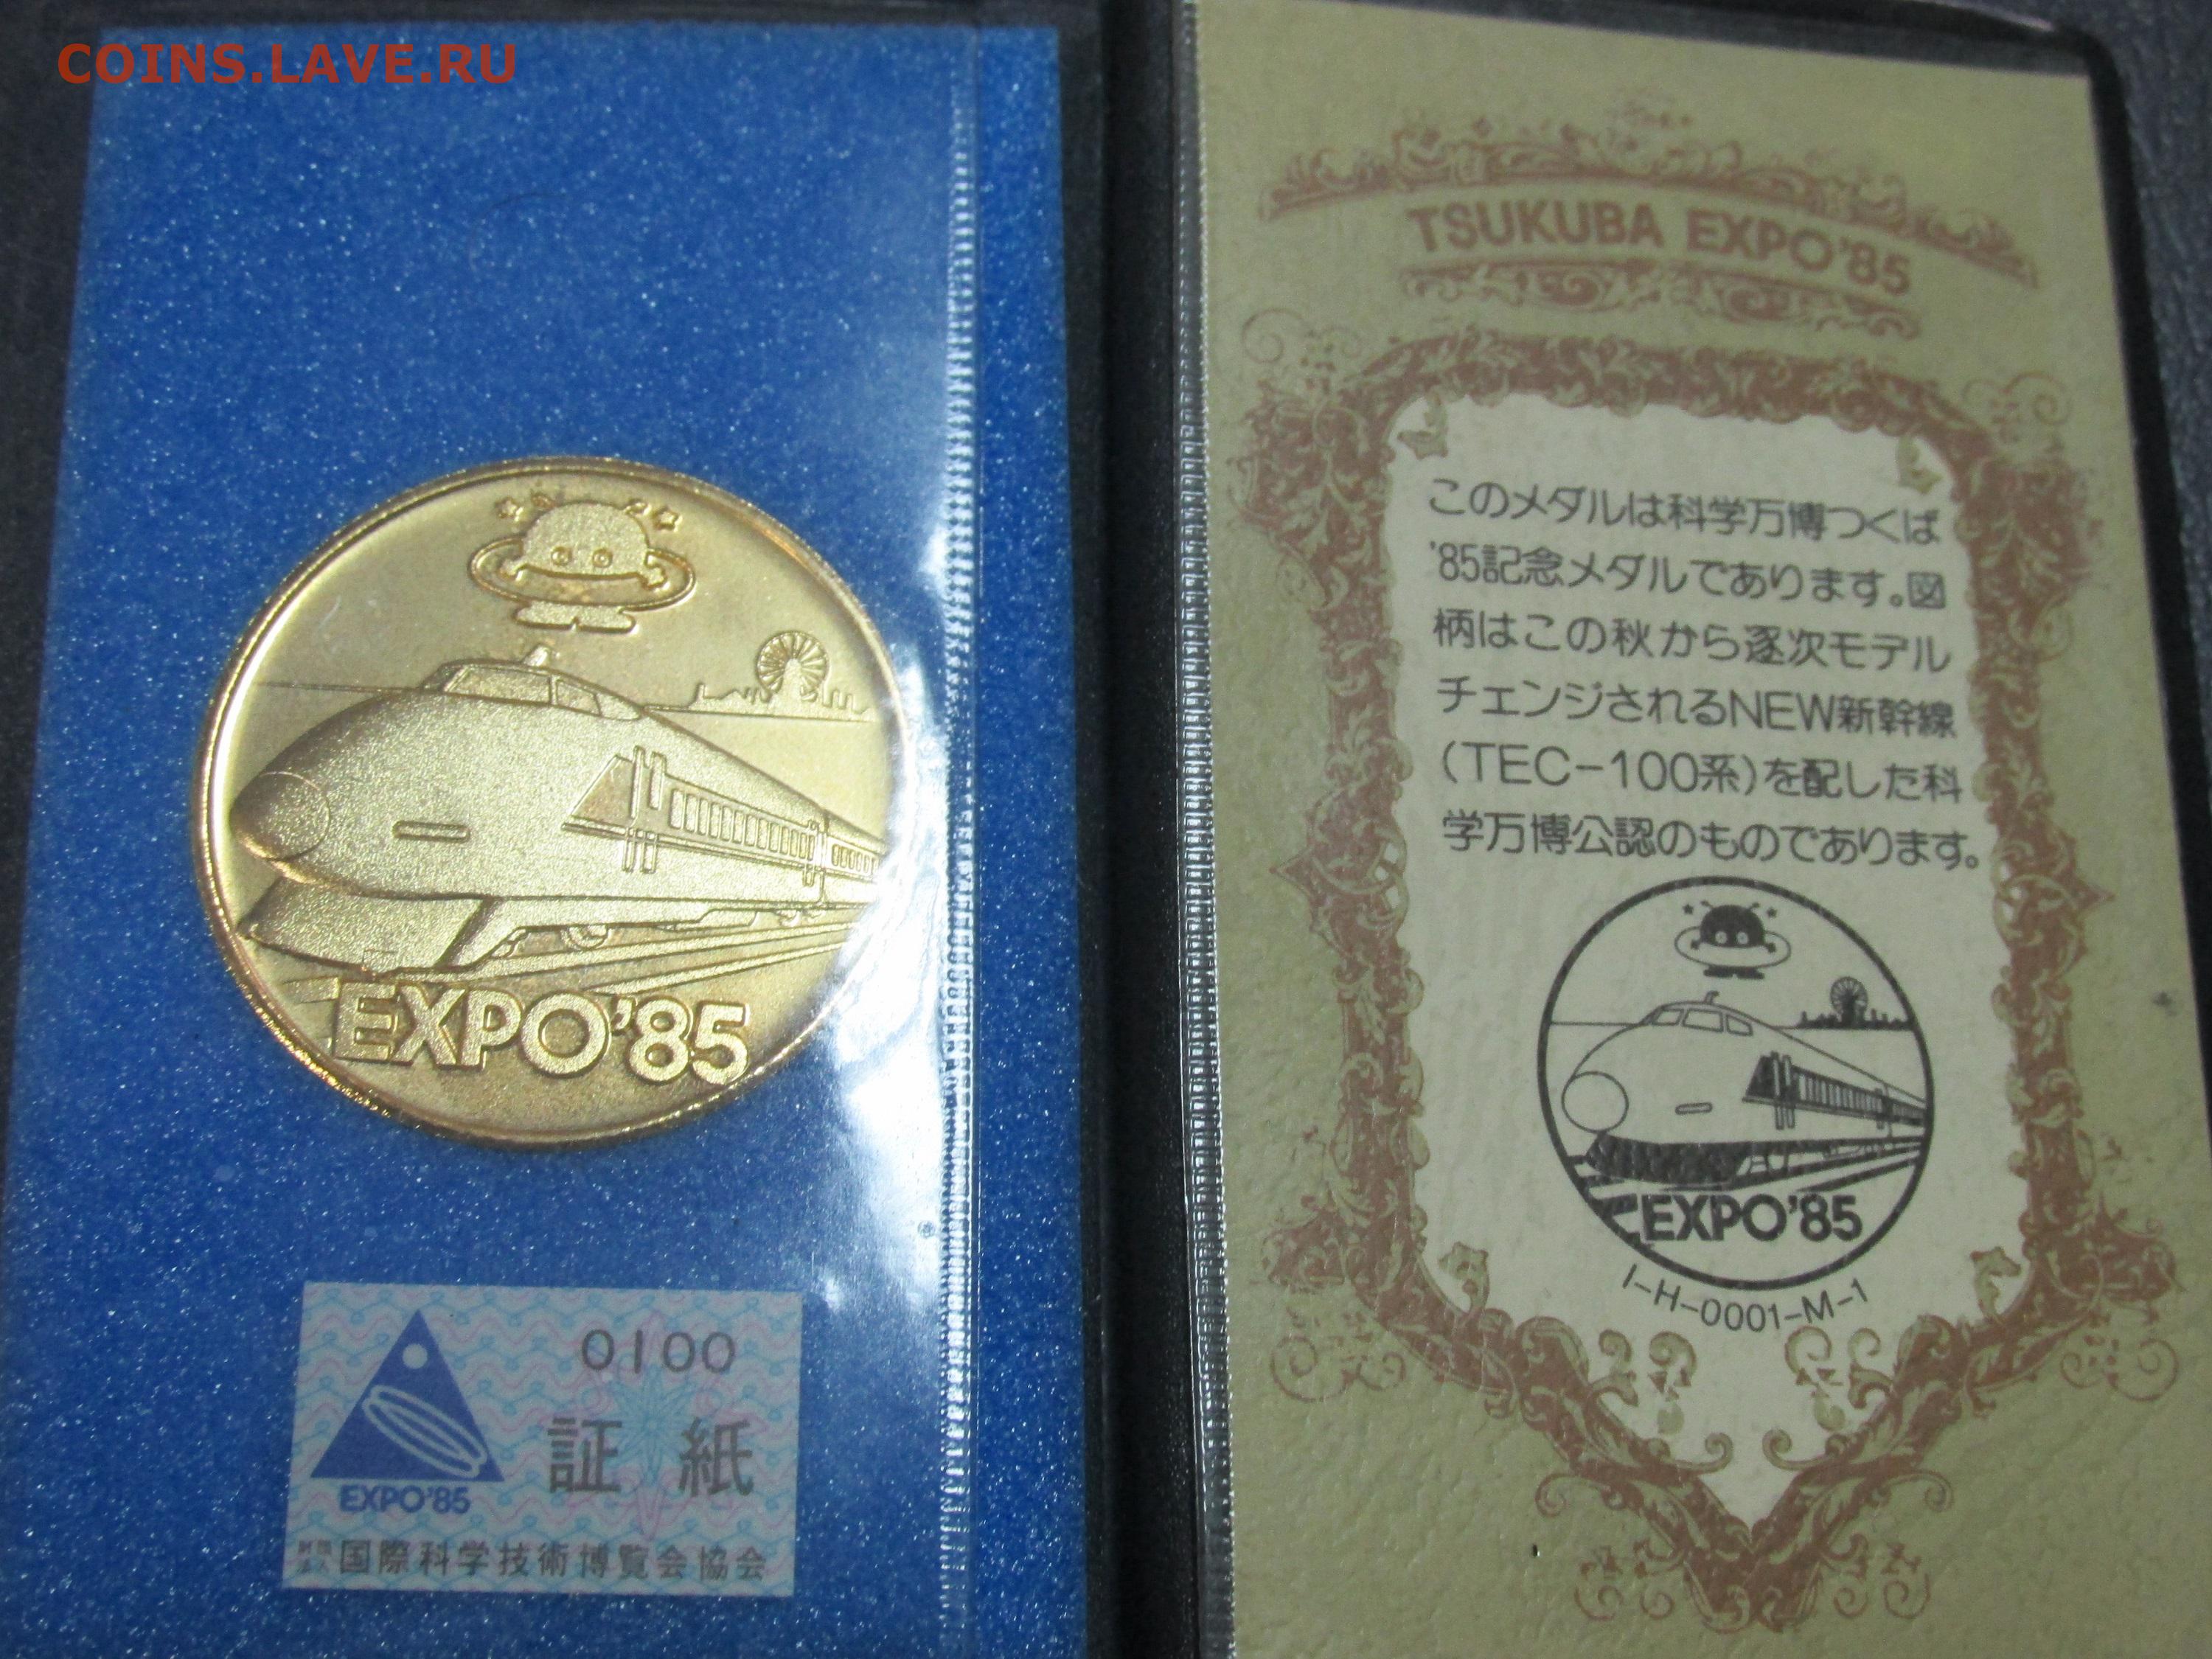 COINS.LAVE.RU
EXPO'85
0100
証紙
EXPO'85
財団法人 国際科学技術博覧会協会
TSUKUBA EXPO'85
このメダルは科学万博つくば
'85記念メダルであります。図
柄はこの秋から逐次モデル
チェンジされるNEW新幹線
(TEC-100系)を配した科
学万博公認のものであります。
EXPO'85
I-H-0001-M-1